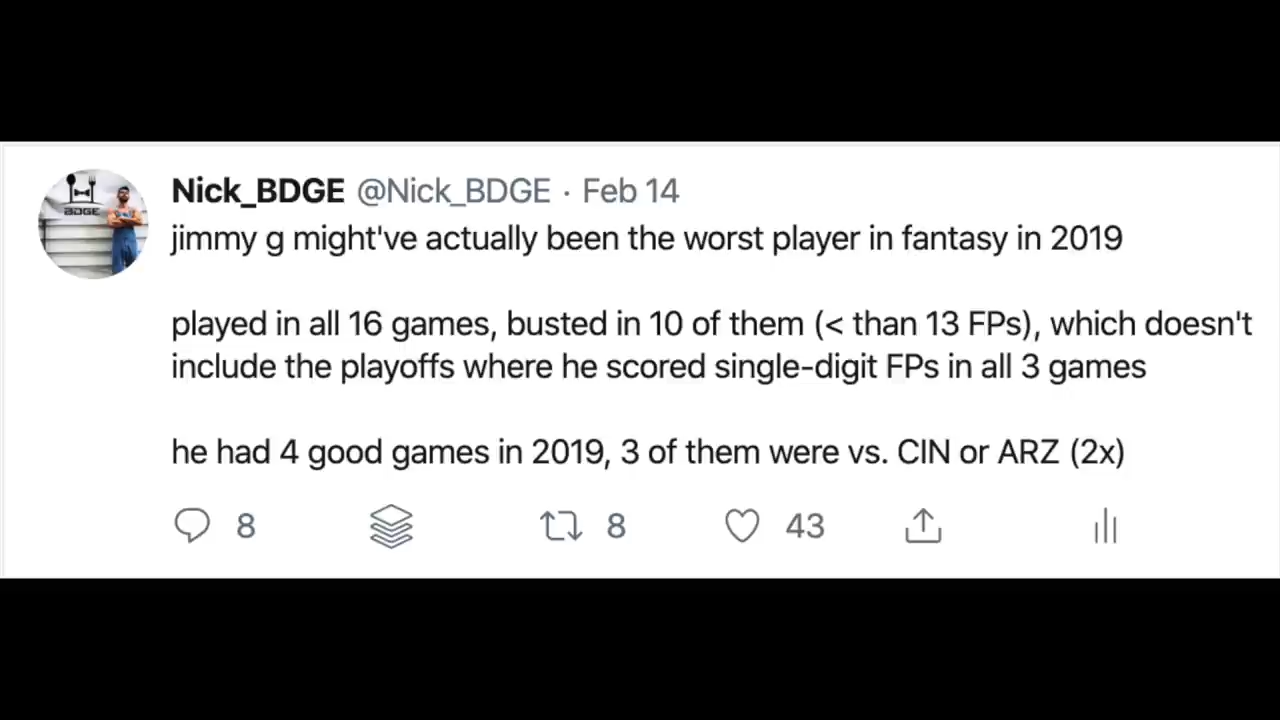 BDGE
Nick_BDGE @Nick_BDGE · Feb 14
jimmy g might've actually been the worst player in fantasy in 2019
played in all 16 games, busted in 10 of them (< than 13 FPs), which doesn't
include the playoffs where he scored single-digit FPs in all 3 games
he had 4 good games in 2019, 3 of them were vs. CIN or ARZ (2x)
8 8 43